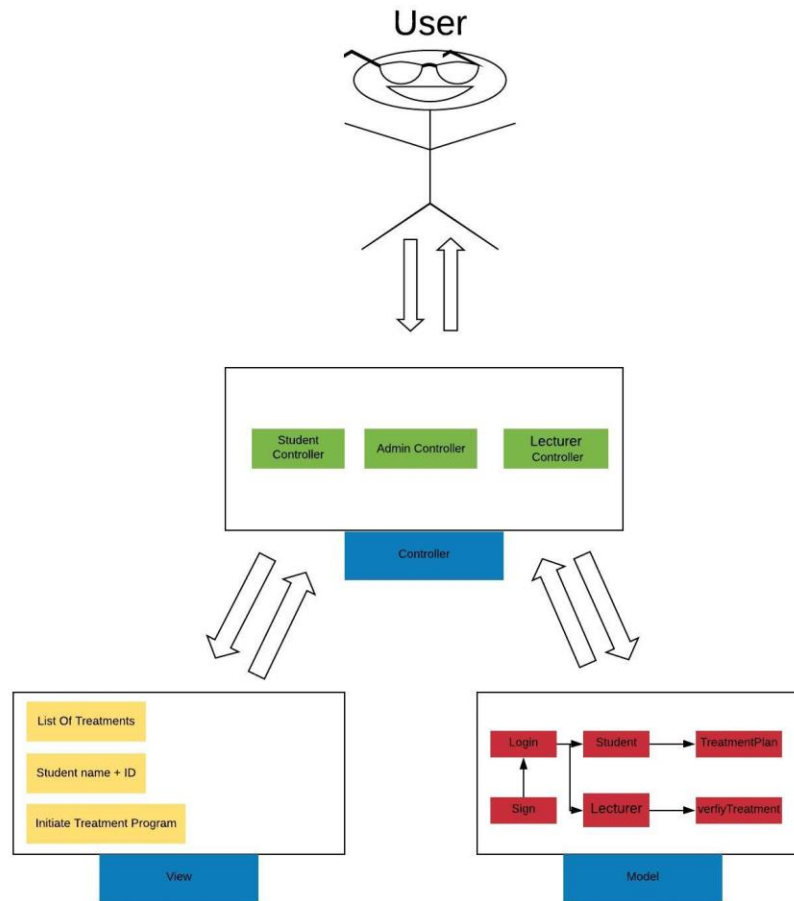 User
Student
Controller
Admin Controller
Lecturer
Controller
Controller
List Of Treatments
Student name + ID
Initiate Treatment Program
View
Login
Student
TreatmentPlan
Sign
Lecturer
verfiyTreatment
Model